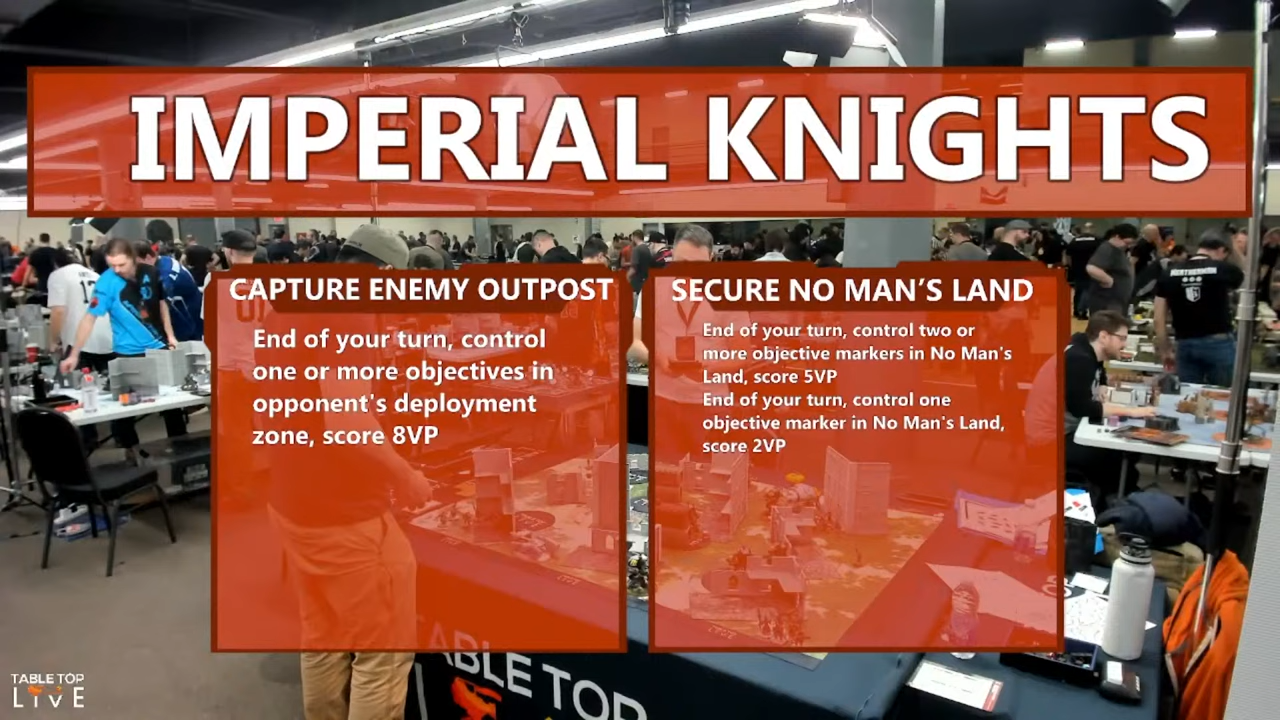 IMPERIAL KNIGHTS
CAPTURE ENEMY OUTPOST
End of your turn, control
one or more objectives in
opponent's deployment
zone, score 8VP
SECURE NO MAN'S LAND
End of your turn, control two or
more objective markers in No Man's
Land, score 5VP
End of your turn, control one
objective marker in No Man's Land,
score 2VP
TABLE TOP
LIVE
ABLE TOP